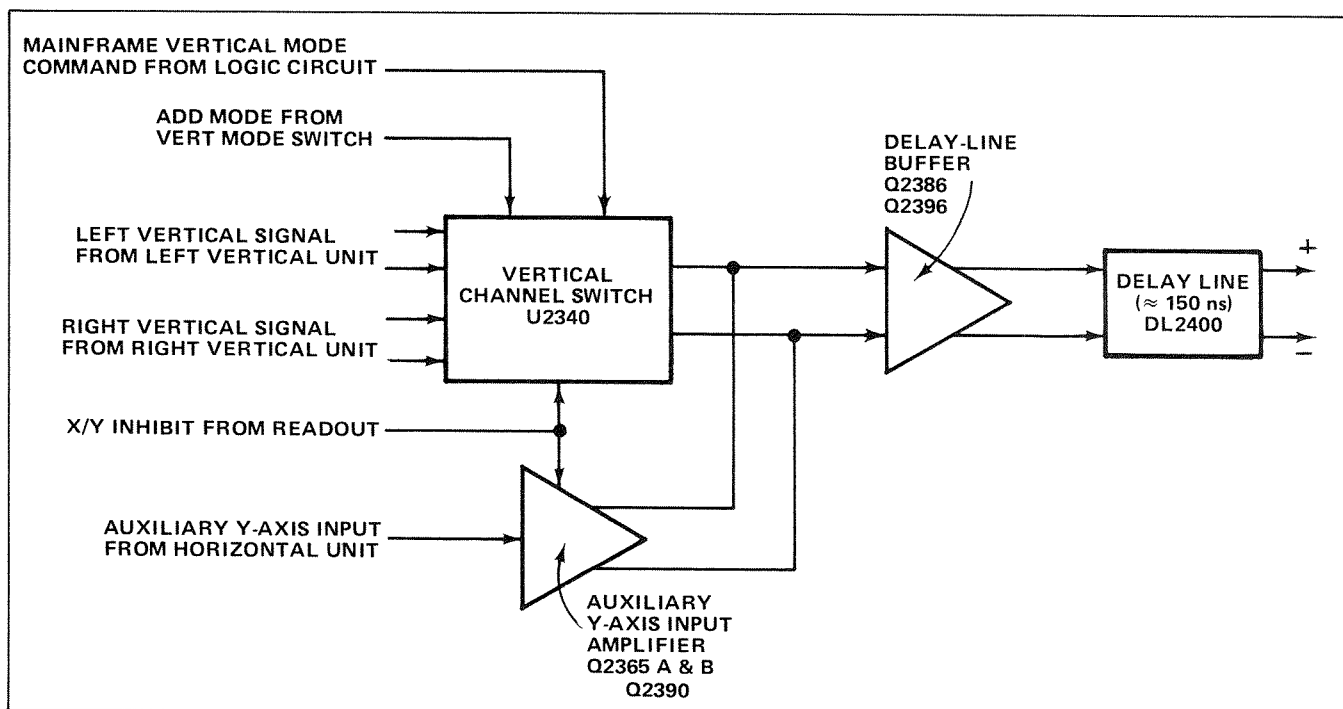 MAINFRAME VERTICAL MODE
COMMAND FROM LOGIC CIRCUIT
ADD MODE FROM
VERT MODE SWITCH
DELAY-LINE
BUFFER
Q2386
Q2396
LEFT VERTICAL SIGNAL
FROM LEFT VERTICAL UNIT
VERTICAL
CHANNEL SWITCH
U2340
DELAY LINE
(≈ 150 ns)
DL2400
+
−
RIGHT VERTICAL SIGNAL
FROM RIGHT VERTICAL UNIT
X/Y INHIBIT FROM READOUT
AUXILIARY Y-AXIS INPUT
FROM HORIZONTAL UNIT
AUXILIARY
Y-AXIS INPUT
AMPLIFIER
Q2365 A & B
Q2390